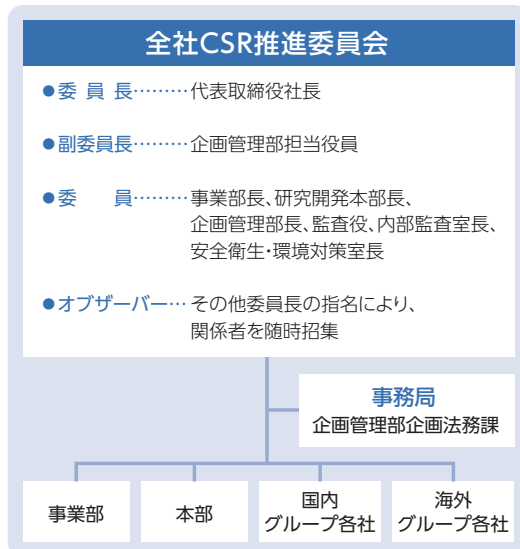 全社CSR推進委員会
●委員長………代表取締役社長
●副委員長………企画管理部担当役員
●委　員………事業部長、研究開発本部長、
企画管理部長、監査役、内部監査室長、
安全衛生・環境対策室長
●オブザーバー…その他委員長の指名により、
関係者を随時招集
事務局
企画管理部企画法務課
事業部
本部
国内
グループ各社
海外
グループ各社